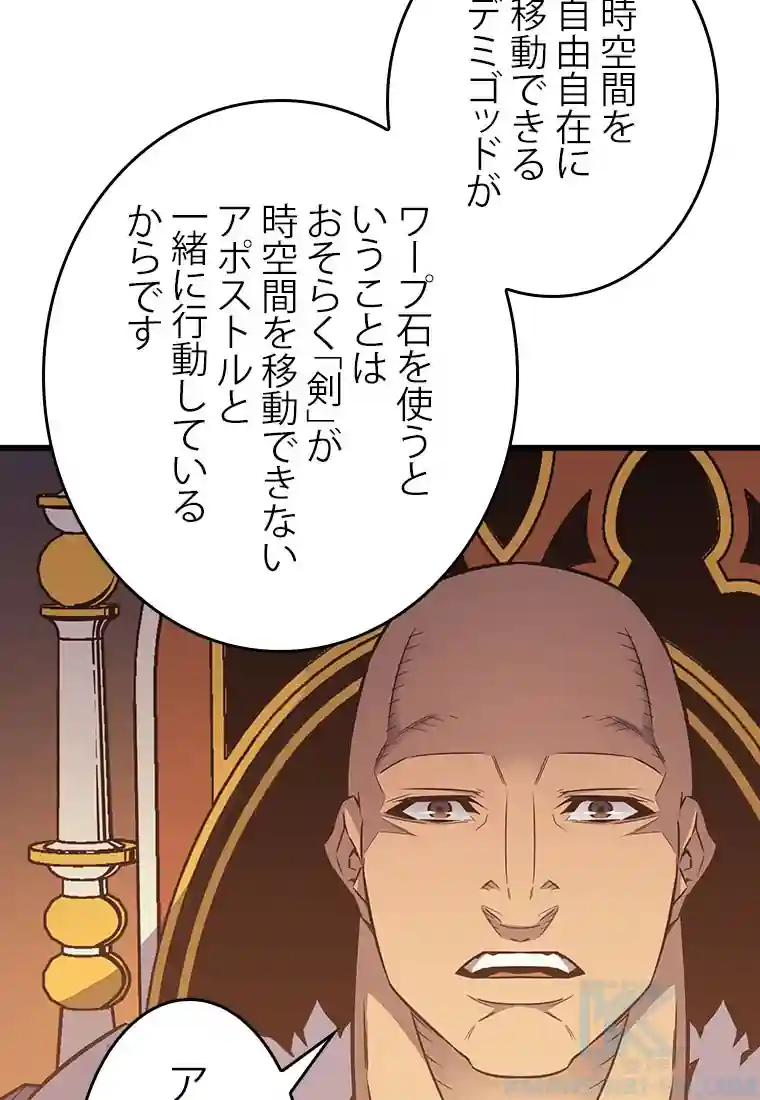 時空間を
自由自在に
移動できる
デミゴッドが
ワープ石を使うと
いうことは
おそらく「剣」が
時空間を移動できない
アポストルと
一緒に行動している
からです
ア